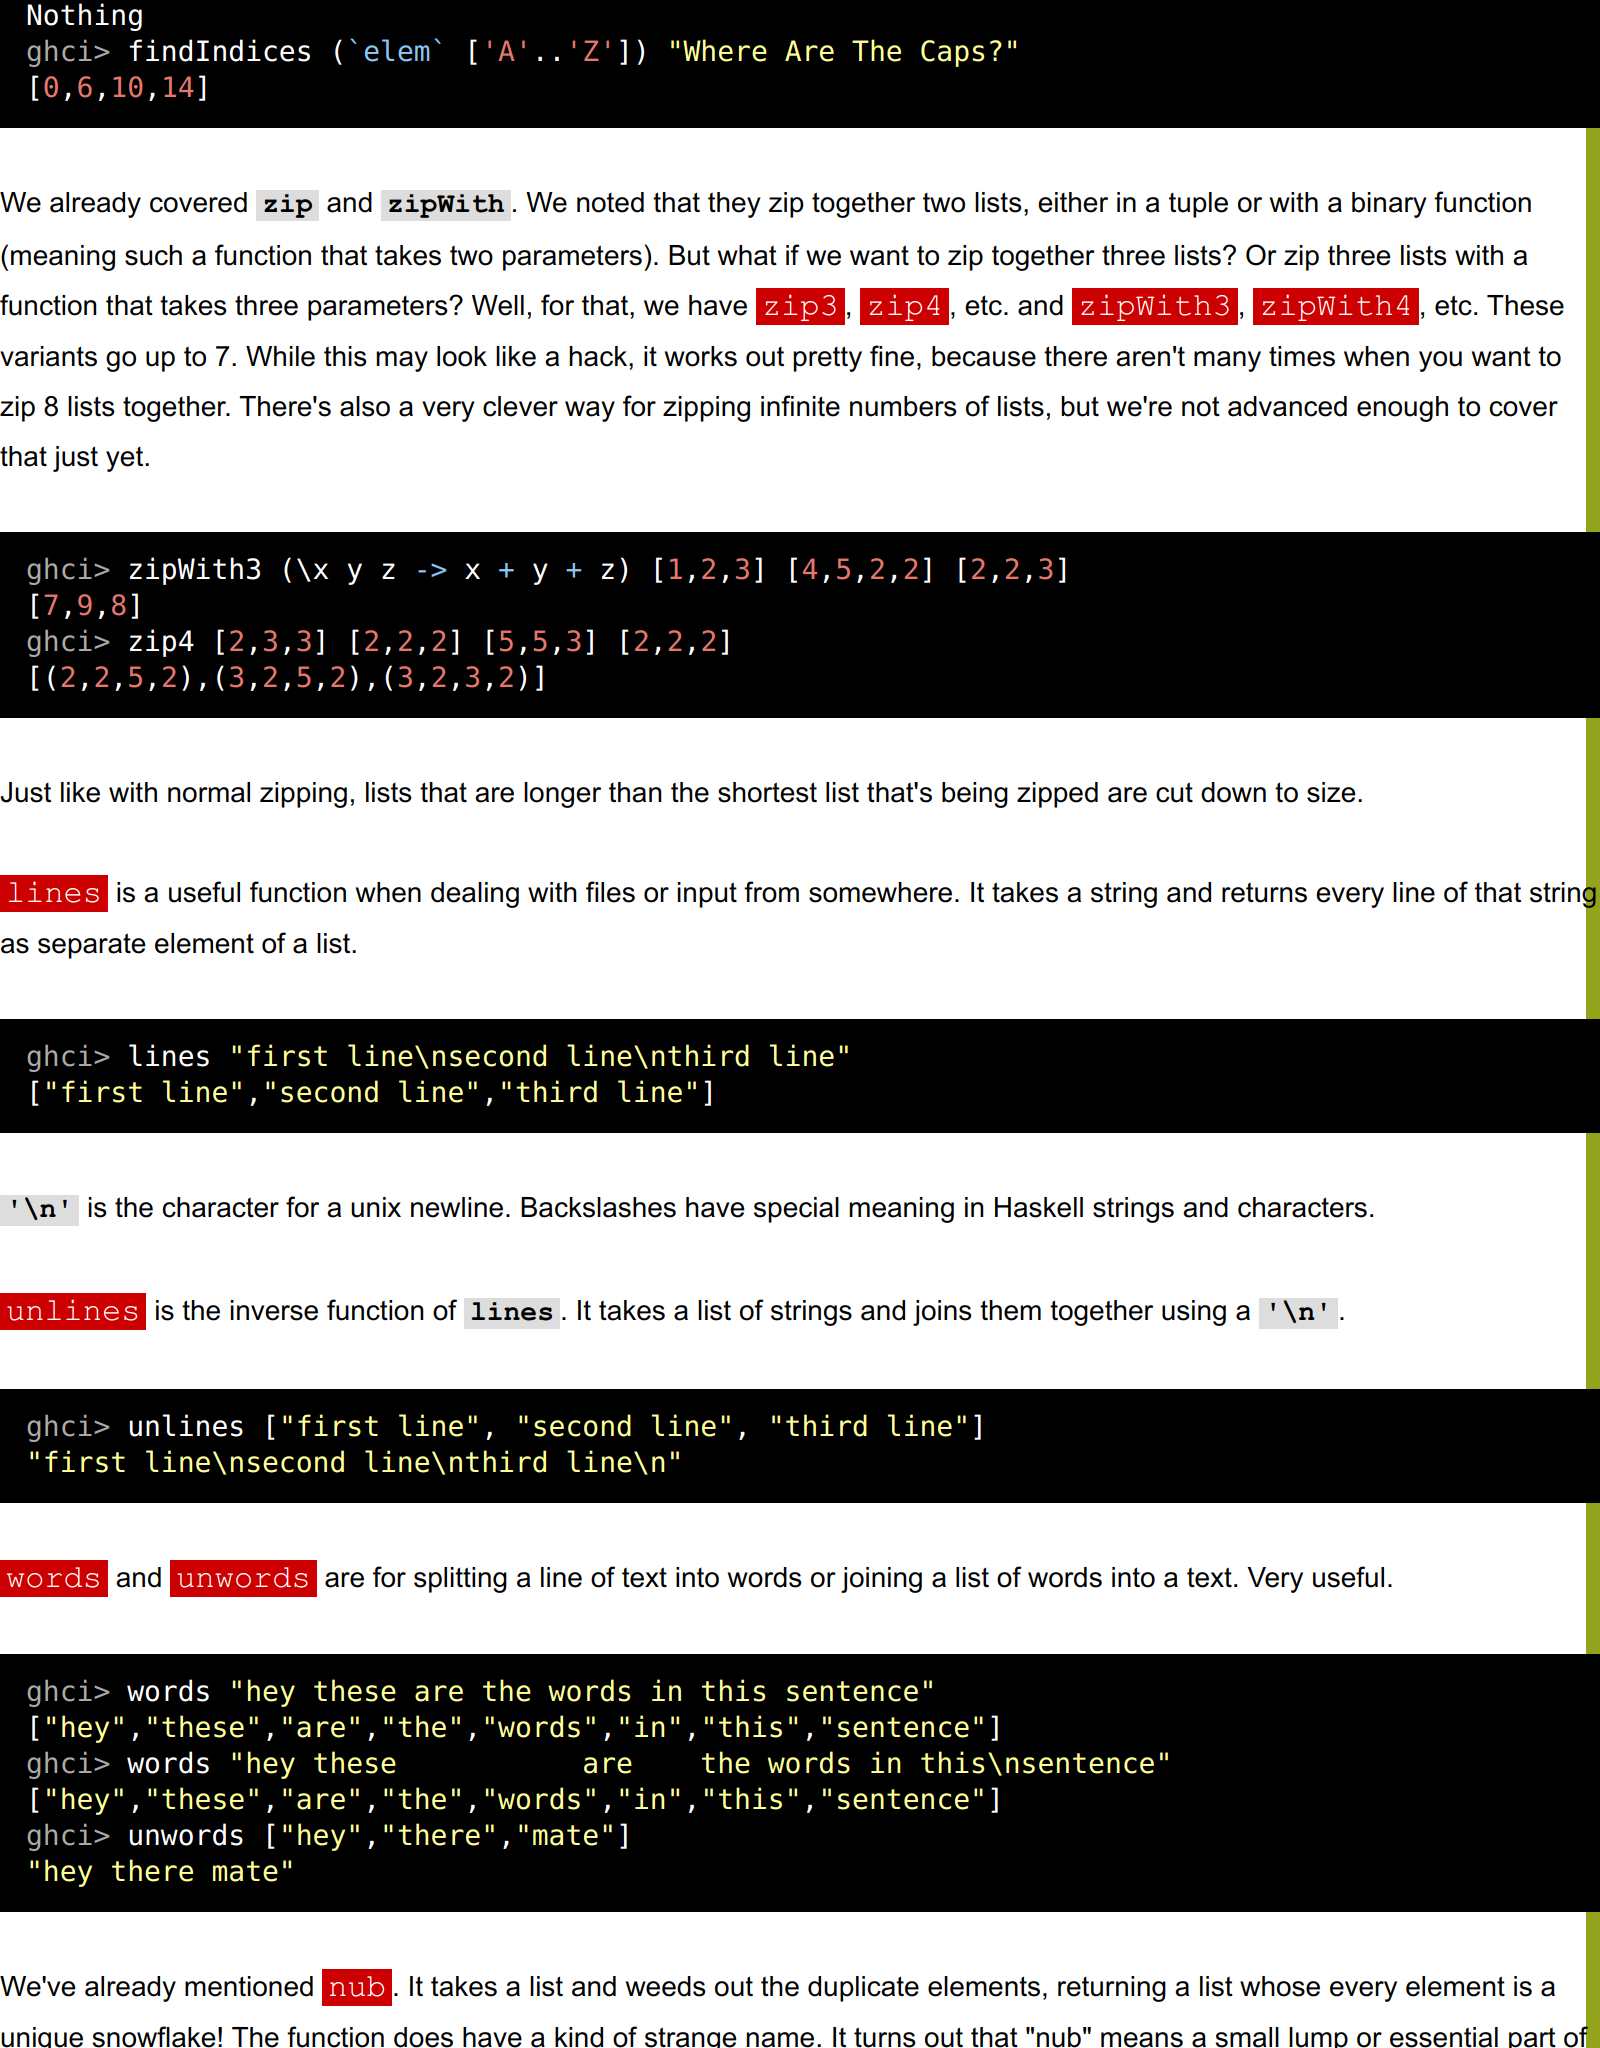 Nothing
ghci> findIndices (`elem` ['A'..'Z']) "Where Are The Caps?"
[0,6,10,14]
We already covered zip and zipWith. We noted that they zip together two lists, either in a tuple or with a binary function
(meaning such a function that takes two parameters). But what if we want to zip together three lists? Or zip three lists with a
function that takes three parameters? Well, for that, we have zip3, zip4, etc. and zipWith3, zipWith4, etc. These
variants go up to 7. While this may look like a hack, it works out pretty fine, because there aren't many times when you want to
zip 8 lists together. There's also a very clever way for zipping infinite numbers of lists, but we're not advanced enough to cover
that just yet.
ghci> zipWith3 (\x y z -> x + y + z) [1,2,3] [4,5,2,2] [2,2,3]
[7,9,8]
ghci> zip4 [2,3,3] [2,2,2] [5,5,3] [2,2,2]
[(2,2,5,2),(3,2,5,2),(3,2,3,2)]
Just like with normal zipping, lists that are longer than the shortest list that's being zipped are cut down to size.
lines is a useful function when dealing with files or input from somewhere. It takes a string and returns every line of that string
as separate element of a list.
ghci> lines "first line\nsecond line\nthird line"
["first line","second line","third line"]
'\n' is the character for a unix newline. Backslashes have special meaning in Haskell strings and characters.
unlines is the inverse function of lines. It takes a list of strings and joins them together using a '\n'.
ghci> unlines ["first line", "second line", "third line"]
"first line\nsecond line\nthird line\n"
words and unwords are for splitting a line of text into words or joining a list of words into a text. Very useful.
ghci> words "hey these are the words in this sentence"
["hey","these","are","the","words","in","this","sentence"]
ghci> words "hey these           are    the words in this\nsentence"
["hey","these","are","the","words","in","this","sentence"]
ghci> unwords ["hey","there","mate"]
"hey there mate"
We've already mentioned nub. It takes a list and weeds out the duplicate elements, returning a list whose every element is a
unique snowflake! The function does have a kind of strange name. It turns out that "nub" means a small lump or essential part of